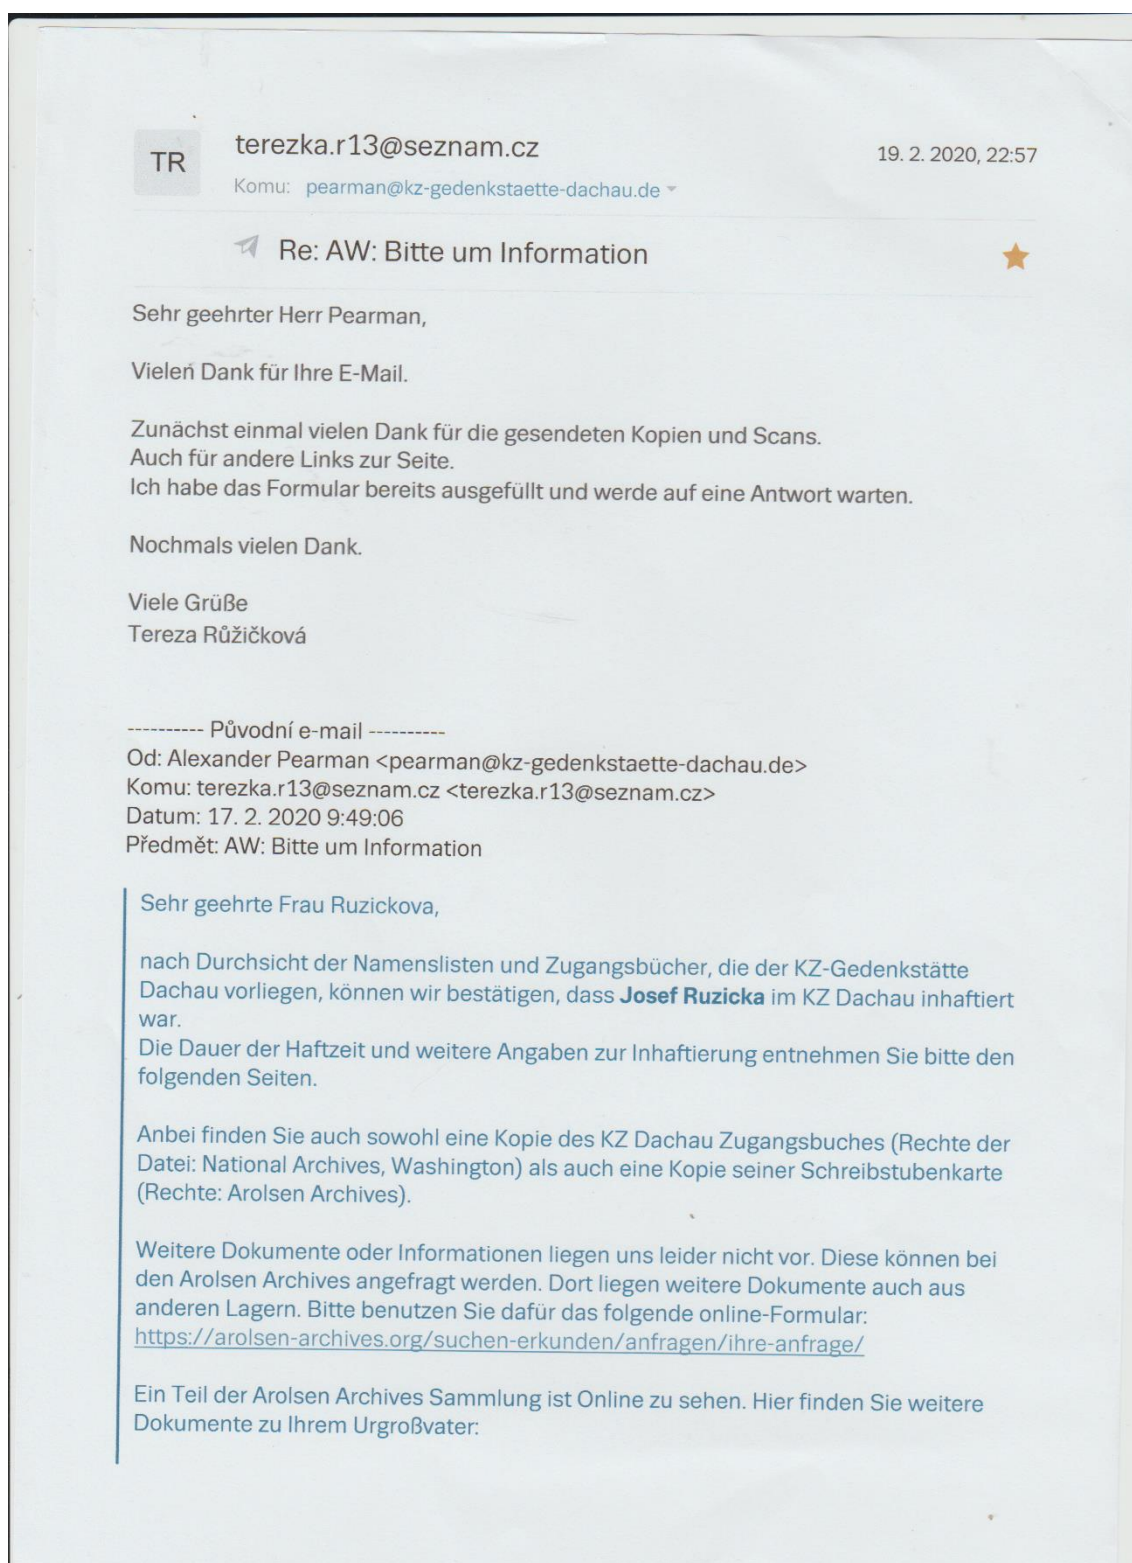 TR
terezka.r13@seznam.cz
19. 2. 2020, 22:57
Komu: pearman@kz-gedenkstaette-dachau.de
Re: AW: Bitte um Information
Sehr geehrter Herr Pearman,
Vielen Dank für Ihre E-Mail.
Zunächst einmal vielen Dank für die gesendeten Kopien und Scans.
Auch für andere Links zur Seite.
Ich habe das Formular bereits ausgefüllt und werde auf eine Antwort warten.
Nochmals vielen Dank.
Viele Grüße
Tereza Růžičková
---------- Původní e-mail ----------
Od: Alexander Pearman <pearman@kz-gedenkstaette-dachau.de>
Komu: terezka.r13@seznam.cz <terezka.r13@seznam.cz>
Datum: 17. 2. 2020 9:49:06
Předmět: AW: Bitte um Information
Sehr geehrte Frau Ruzickova,
nach Durchsicht der Namenslisten und Zugangsbücher, die der KZ-Gedenkstätte
Dachau vorliegen, können wir bestätigen, dass Josef Ruzicka im KZ Dachau inhaftiert
war.
Die Dauer der Haftzeit und weitere Angaben zur Inhaftierung entnehmen Sie bitte den
folgenden Seiten.
Anbei finden Sie auch sowohl eine Kopie des KZ Dachau Zugangsbuches (Rechte der
Datei: National Archives, Washington) als auch eine Kopie seiner Schreibstubenkarte
(Rechte: Arolsen Archives).
Weitere Dokumente oder Informationen liegen uns leider nicht vor. Diese können bei
den Arolsen Archives angefragt werden. Dort liegen weitere Dokumente auch aus
anderen Lagern. Bitte benutzen Sie dafür das folgende online-Formular:
https://arolsen-archives.org/suchen-erkunden/anfragen/ihre-anfrage/
Ein Teil der Arolsen Archives Sammlung ist Online zu sehen. Hier finden Sie weitere
Dokumente zu Ihrem Urgroßvater: